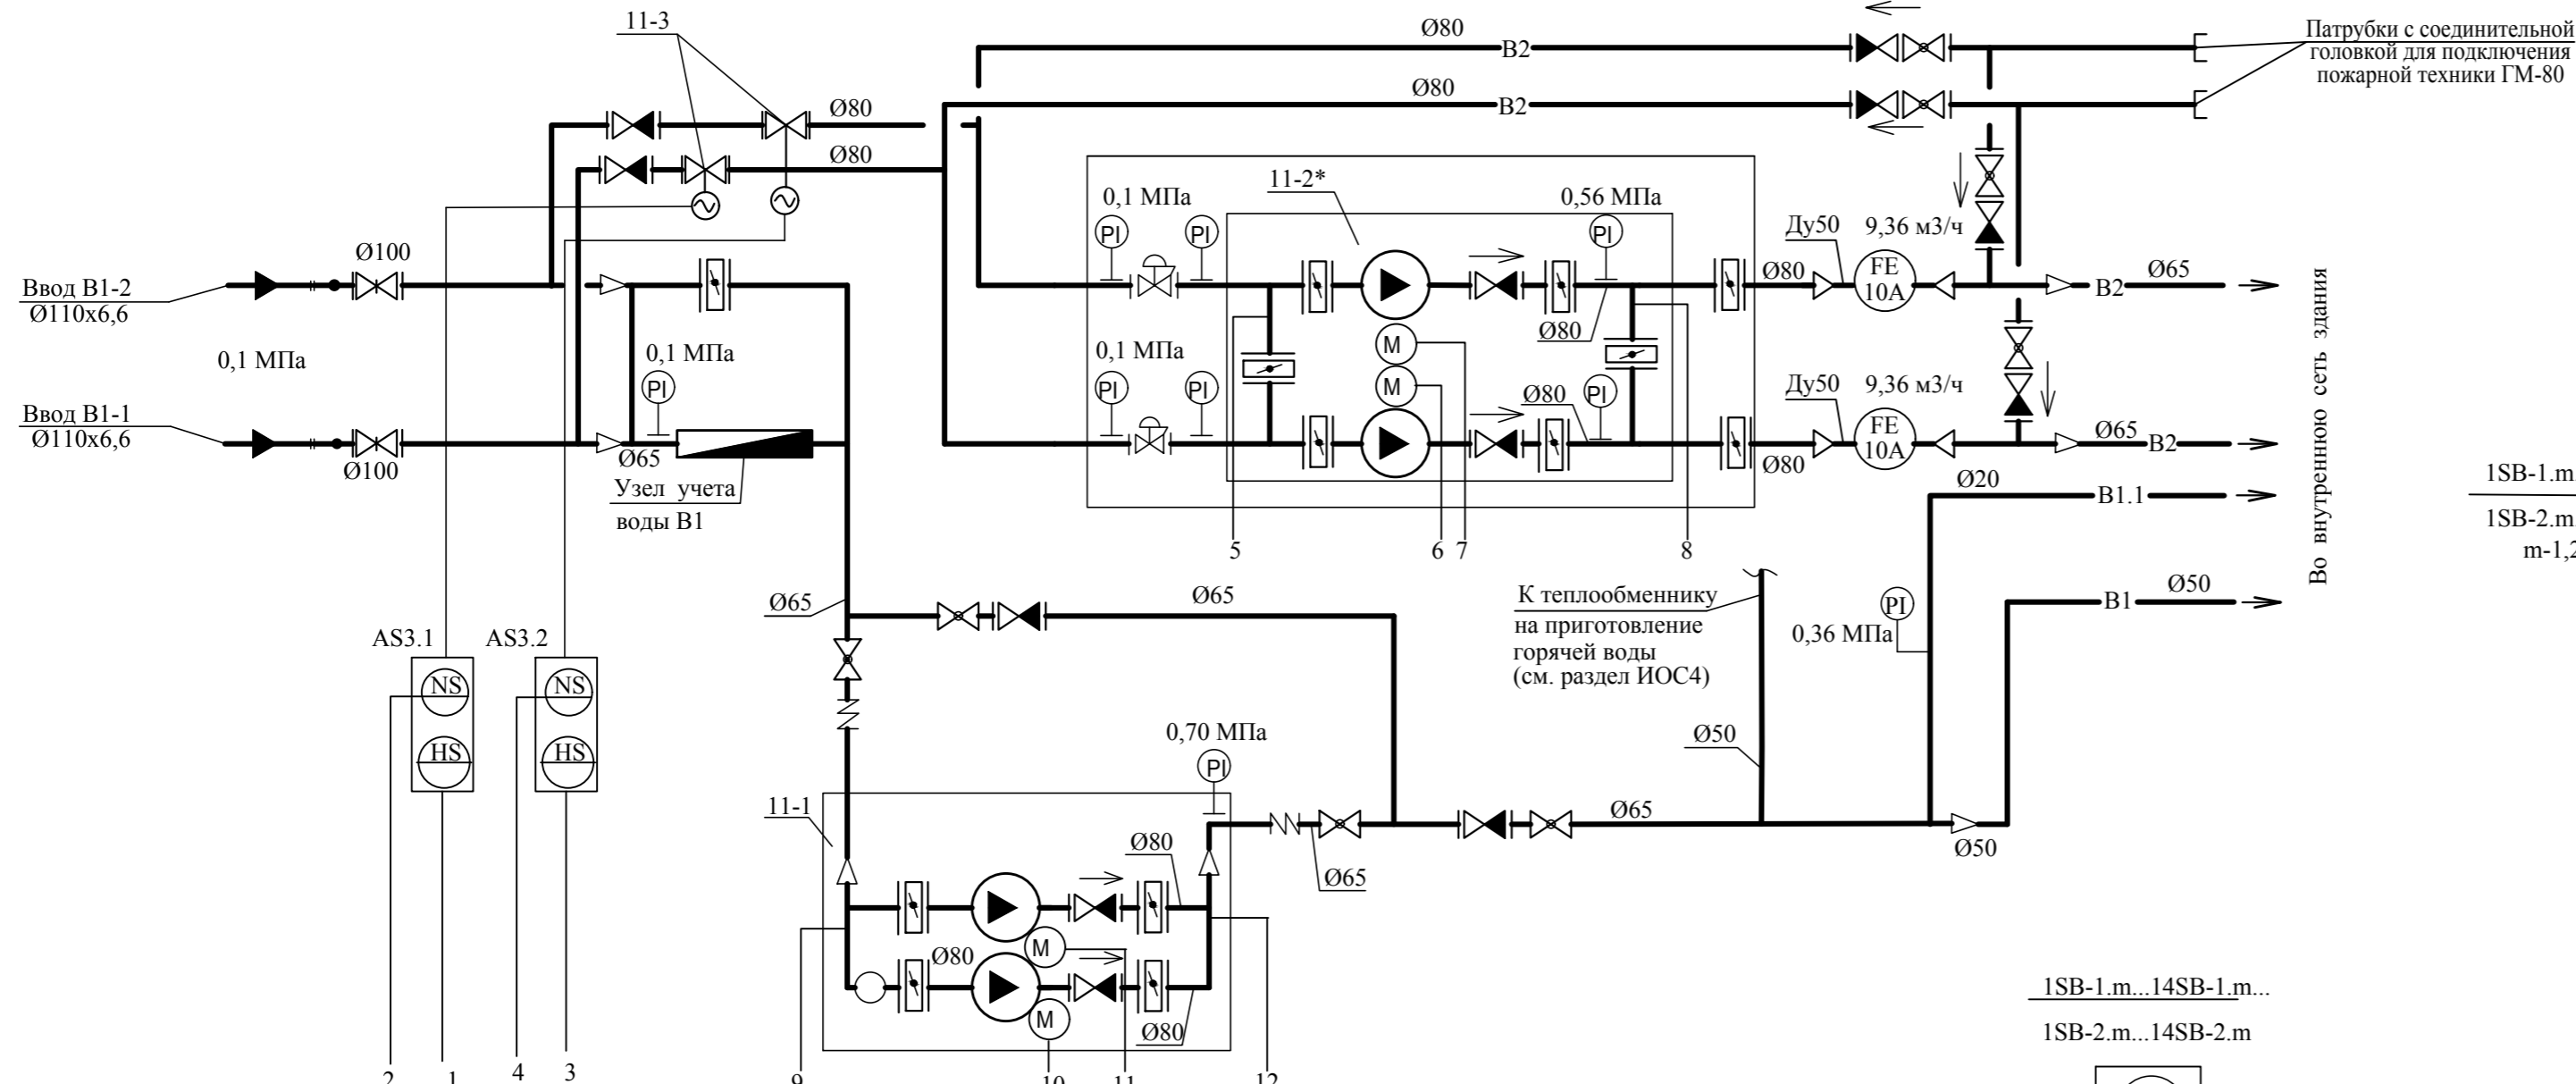 11-3
Ø80
B2
Патрубки с соединительной
головкой для подключения
пожарной техники ГМ-80
Ø80
B2
Ø80
Ø80
11-2*
0,1 МПа
0,56 МПа
PI
PI
PI
Ду50
9,36 м3/ч
FE
10A
Ø80
B2
Ø65
Ø100
Ввод В1-2
Ø110х6,6
0,1 МПа
0,1 МПа
PI
Ввод В1-1
Ø110х6,6
Ø100
Ø65
Узел учета
воды В1
0,1 МПа
PI
PI
M
M
Ø80
Ø80
PI
Ду50
9,36 м3/ч
FE
10A
Ø80
Ø65
B2
Ø20
B1.1
Во внутреннюю сеть здания
1SB-1.m
1SB-2.m
m-1,2
5
6
7
8
Ø65
Ø65
К теплообменнику
на приготовление
горячей воды
(см. раздел ИОС4)
PI
0,36 МПа
B1
Ø50
AS3.1
AS3.2
NS
NS
HS
HS
0,70 МПа
PI
Ø50
11-1
Ø80
Ø65
Ø65
Ø50
M
Ø80
M
Ø80
1SB-1.m...14SB-1.m...
1SB-2.m...14SB-2.m
2
1
4
3
9
10
11
12